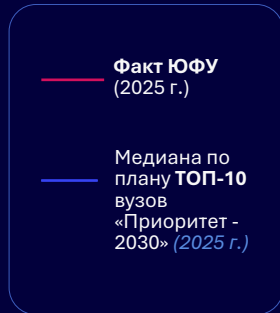 Факт ЮФУ
(2025 г.)
Медиана по
плану ТОП-10
вузов
«Приоритет -
2030» (2025 г.)